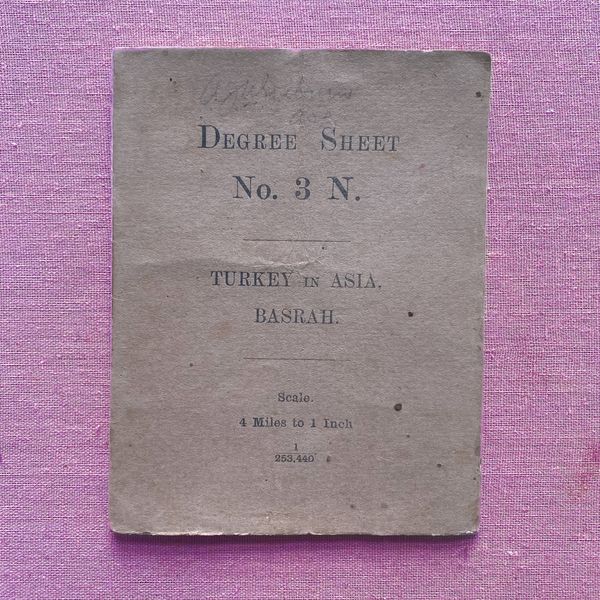 DEGREE SHEET
No. 3 N.
TURKEY IN ASIA,
BASRAH.
Scale.
4 Miles to 1 Inch
1
253,440